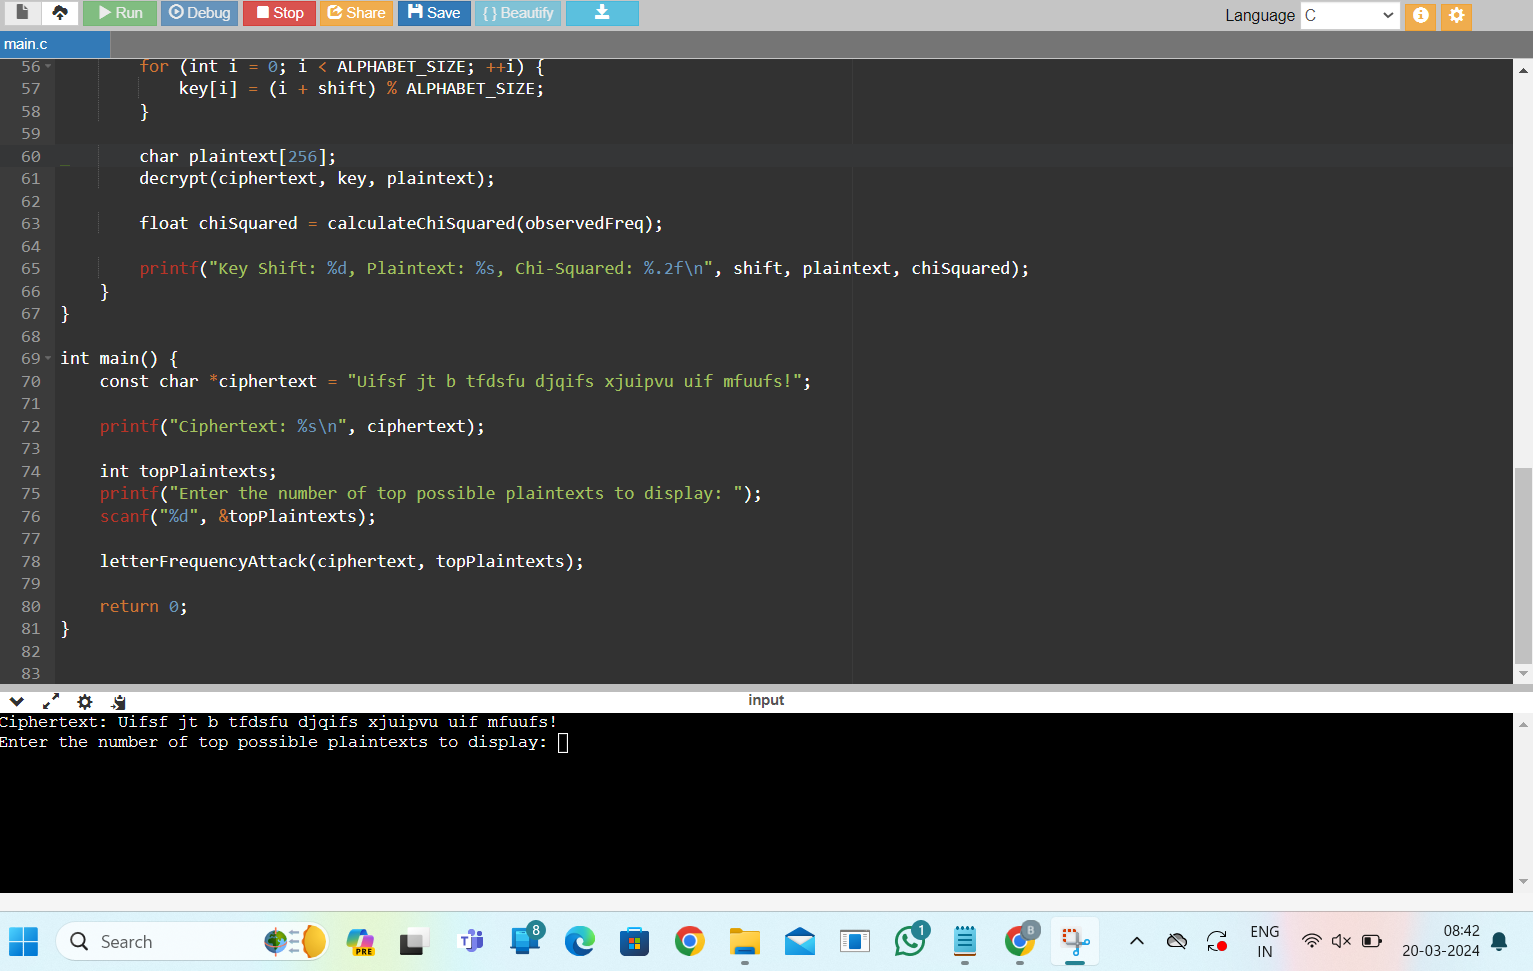 Run Debug Stop Share Save { } Beautify Language C
main.c
56 for (int i = 0; i < ALPHABET_SIZE; ++i) {
57 key[i] = (i + shift) % ALPHABET_SIZE;
58 }
59
60 char plaintext[256];
61 decrypt(ciphertext, key, plaintext);
62
63 float chiSquared = calculateChiSquared(observedFreq);
64
65 printf("Key Shift: %d, Plaintext: %s, Chi-Squared: %.2f\n", shift, plaintext, chiSquared);
66 }
67 }
68
69 int main() {
70 const char *ciphertext = "Uifsf jt b tfdsfu djqifs xjuipvu uif mfuufs!";
71
72 printf("Ciphertext: %s\n", ciphertext);
73
74 int topPlaintexts;
75 printf("Enter the number of top possible plaintexts to display: ");
76 scanf("%d", &topPlaintexts);
77
78 letterFrequencyAttack(ciphertext, topPlaintexts);
79
80 return 0;
81 }
82
83
input
Ciphertext: Uifsf jt b tfdsfu djqifs xjuipvu uif mfuufs!
Enter the number of top possible plaintexts to display:
Search PRE T 8 1 B ENG
IN 08:42
20-03-2024